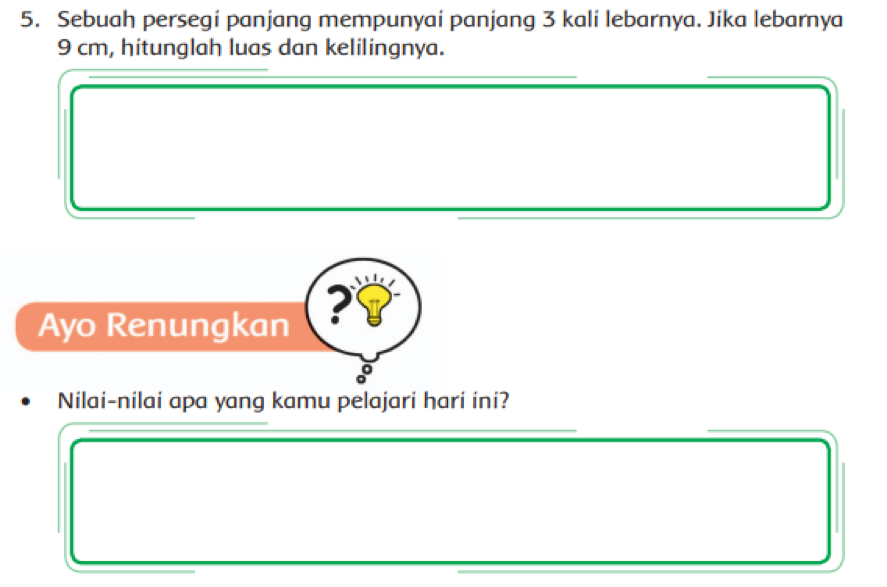 5. Sebuah persegi panjang mempunyai panjang 3 kali lebarnya. Jika lebarnya
9 cm, hitunglah luas dan kelilingnya.
?
Ayo Renungkan
• Nilai-nilai apa yang kamu pelajari hari ini?